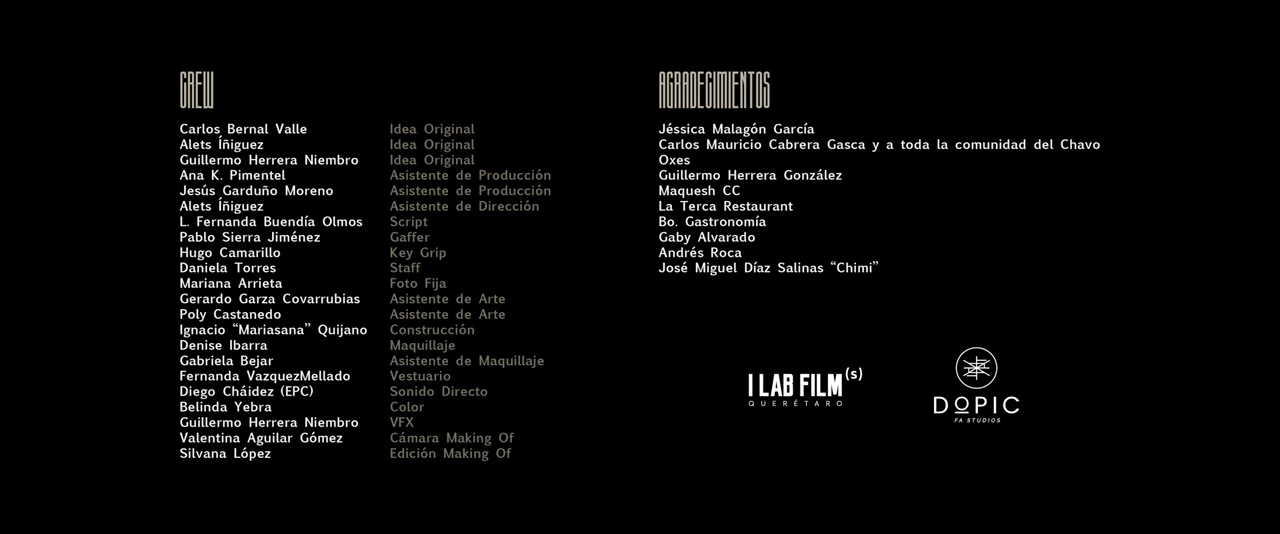 CREW
Carlos Bernal Valle Idea Original
Alets Íñiguez Idea Original
Guillermo Herrera Niembro Idea Original
Ana K. Pimentel Asistente de Producción
Jesús Garduño Moreno Asistente de Producción
Alets Íñiguez Asistente de Dirección
L. Fernanda Buendía Olmos Script
Pablo Sierra Jiménez Gaffer
Hugo Camarillo Key Grip
Daniela Torres Staff
Mariana Arrieta Foto Fija
Gerardo Garza Covarrubias Asistente de Arte
Poly Castanedo Asistente de Arte
Ignacio “Mariasana” Quijano Construcción
Denise Ibarra Maquillaje
Gabriela Bejar Asistente de Maquillaje
Fernanda VazquezMellado Vestuario
Diego Cháidez (EPC) Sonido Directo
Belinda Yebra Color
Guillermo Herrera Niembro VFX
Valentina Aguilar Gómez Cámara Making Of
Silvana López Edición Making Of
AGRADECIMIENTOS
Jéssica Malagón García
Carlos Mauricio Cabrera Gasca y a toda la comunidad del Chavo
Oxes
Guillermo Herrera González
Maquesh CC
La Terca Restaurant
Bo. Gastronomía
Gaby Alvarado
Andrés Roca
José Miguel Díaz Salinas “Chimi”
I LAB FILM(s)
QUERÉTARO
DOPIC
FA STUDIOS